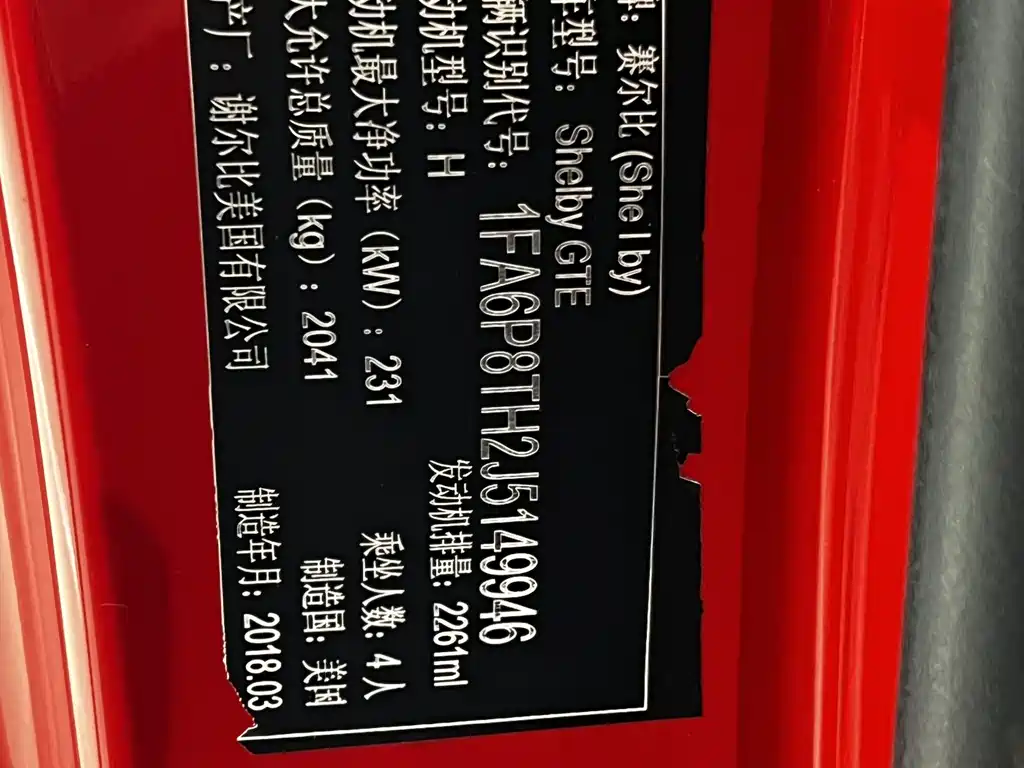 牌：赛尔比(Shelby)
车型号：Shelby GTE
辆识别代号：1FA6P8TH2J5149946
动机型号：H 发动机排量：2261ml
动机最大净功率（kW）：231 乘坐人数：4人
大允许总质量（kg）：2041 制造国：美国
产厂：谢尔比美国有限公司 制造年月：2018.03